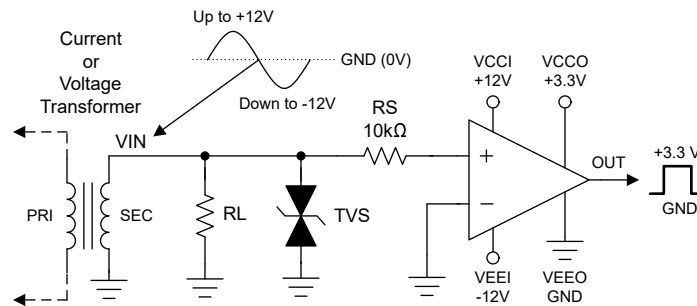 Up to +12V
Current
or
Voltage
Transformer
GND (0V)
Down to -12V
VIN
RS
10kΩ
VCCI
+12V
VCCO
+3.3V
OUT
+3.3 V
GND
PRI
SEC
RL
TVS
+
−
VEEI
-12V
VEEO
GND